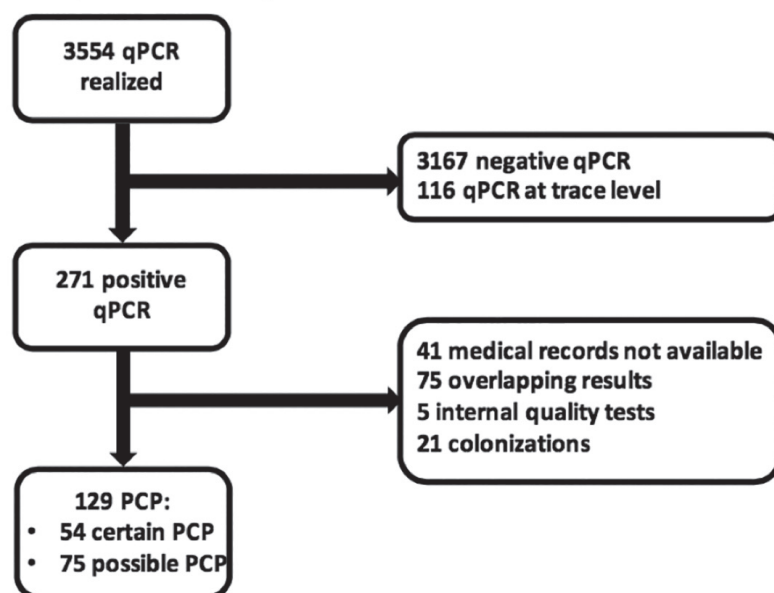 3554 qPCR
realized
3167 negative qPCR
116 qPCR at trace level
271 positive
qPCR
41 medical records not available
75 overlapping results
5 internal quality tests
21 colonizations
129 PCP:
• 54 certain PCP
• 75 possible PCP